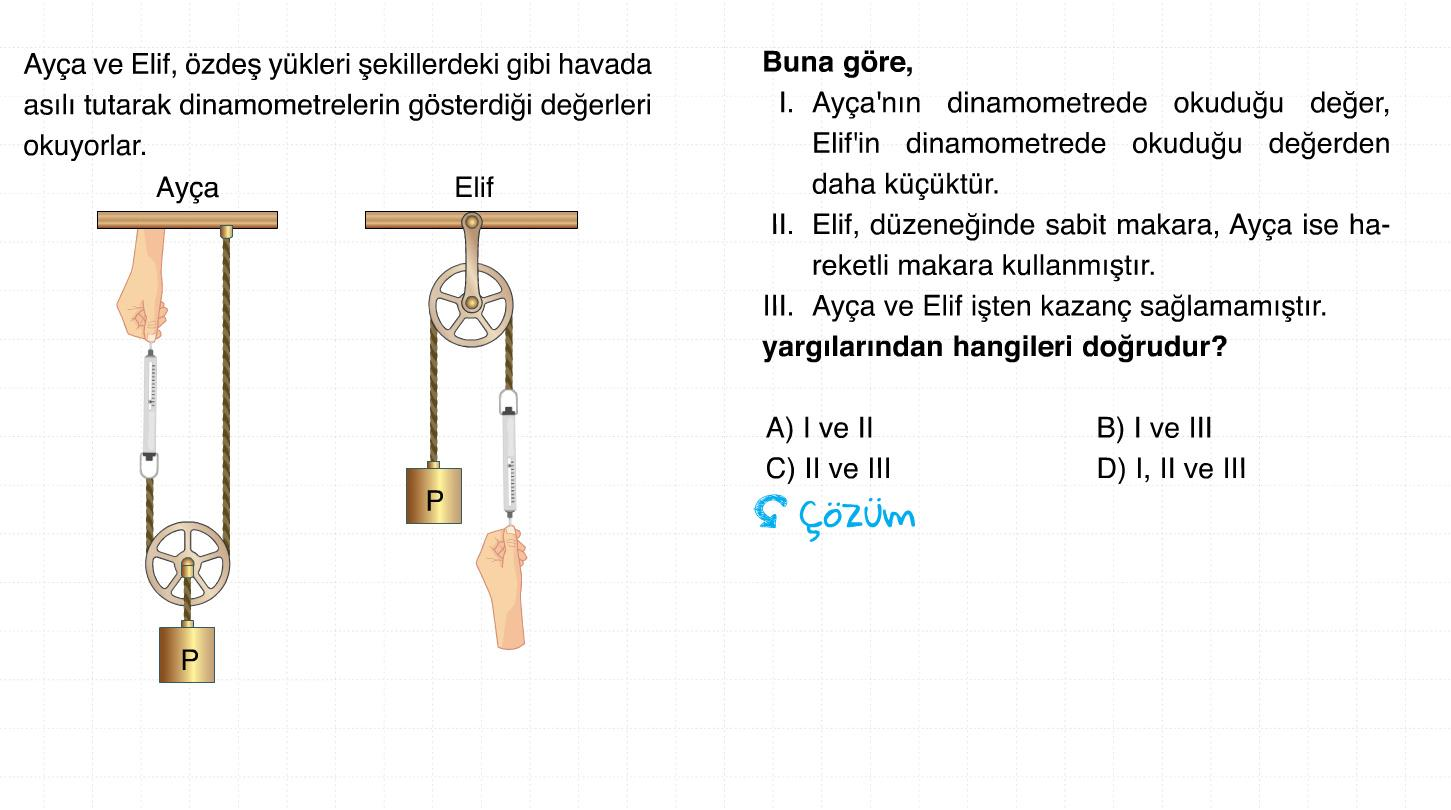 Ayça ve Elif, özdeş yükleri şekillerdeki gibi havada
asılı tutarak dinamometrelerin gösterdiği değerleri
okuyorlar.
Ayça
Elif
P
P
Buna göre,
I. Ayça'nın dinamometrede okuduğu değer,
Elif'in dinamometrede okuduğu değerden
daha küçüktür.
II. Elif, düzeneğinde sabit makara, Ayça ise ha-
reketli makara kullanmıştır.
III. Ayça ve Elif işten kazanç sağlamamıştır.
yargılarından hangileri doğrudur?
A) I ve II
B) I ve III
C) II ve III
D) I, II ve III
Çözüm